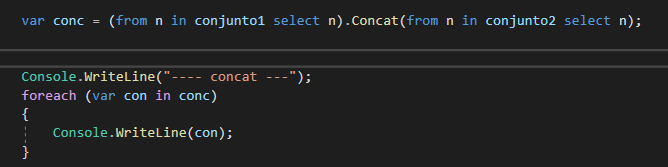 var conc = (from n in conjunto1 select n).Concat(from n in conjunto2 select n);
Console.WriteLine("---- concat ---");
foreach (var con in conc)
{
    Console.WriteLine(con);
}